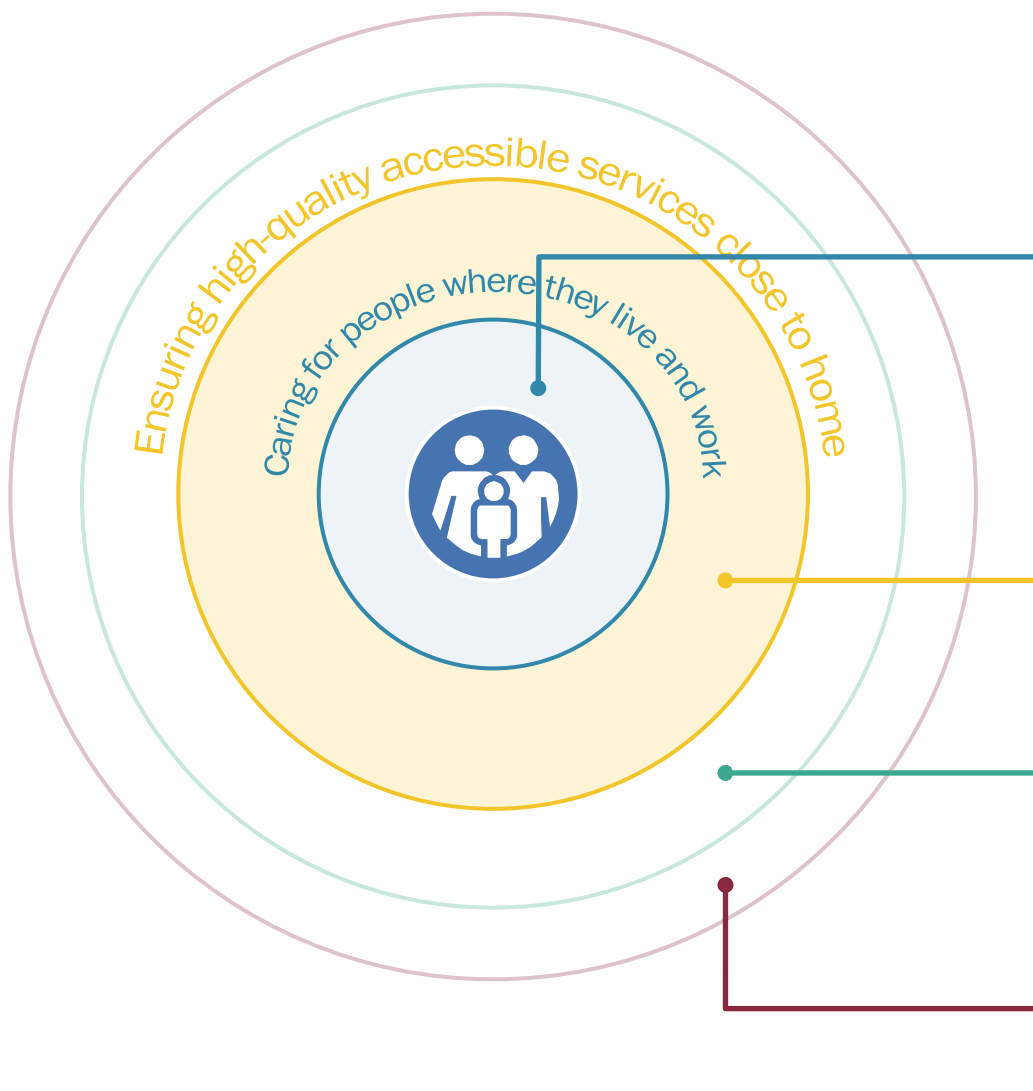 Ensuring high-quality accessible services close to home
Caring for people where they live and work